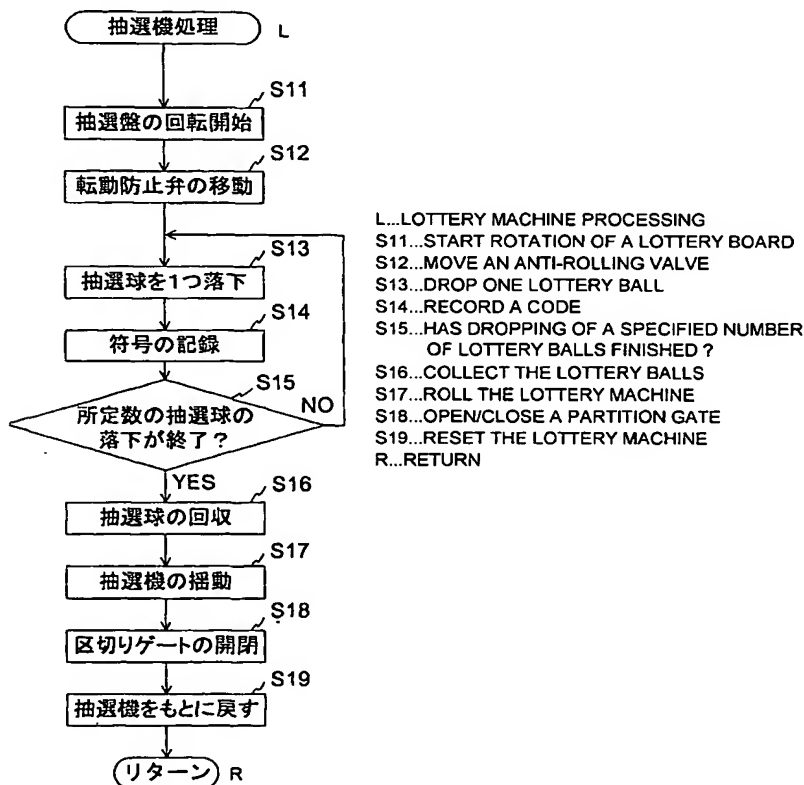 抽選機処理 L
S11
抽選盤の回転開始
S12
転動防止弁の移動
S13
抽選球を1つ落下
S14
符号の記録
S15
所定数の抽選球の
落下が終了？
NO
YES
S16
抽選球の回収
S17
抽選機の揺動
S18
区切りゲートの開閉
S19
抽選機をもとに戻す
リターン R
L...LOTTERY MACHINE PROCESSING
S11...START ROTATION OF A LOTTERY BOARD
S12...MOVE AN ANTI-ROLLING VALVE
S13...DROP ONE LOTTERY BALL
S14...RECORD A CODE
S15...HAS DROPPING OF A SPECIFIED NUMBER
OF LOTTERY BALLS FINISHED ?
S16...COLLECT THE LOTTERY BALLS
S17...ROLL THE LOTTERY MACHINE
S18...OPEN/CLOSE A PARTITION GATE
S19...RESET THE LOTTERY MACHINE
R...RETURN